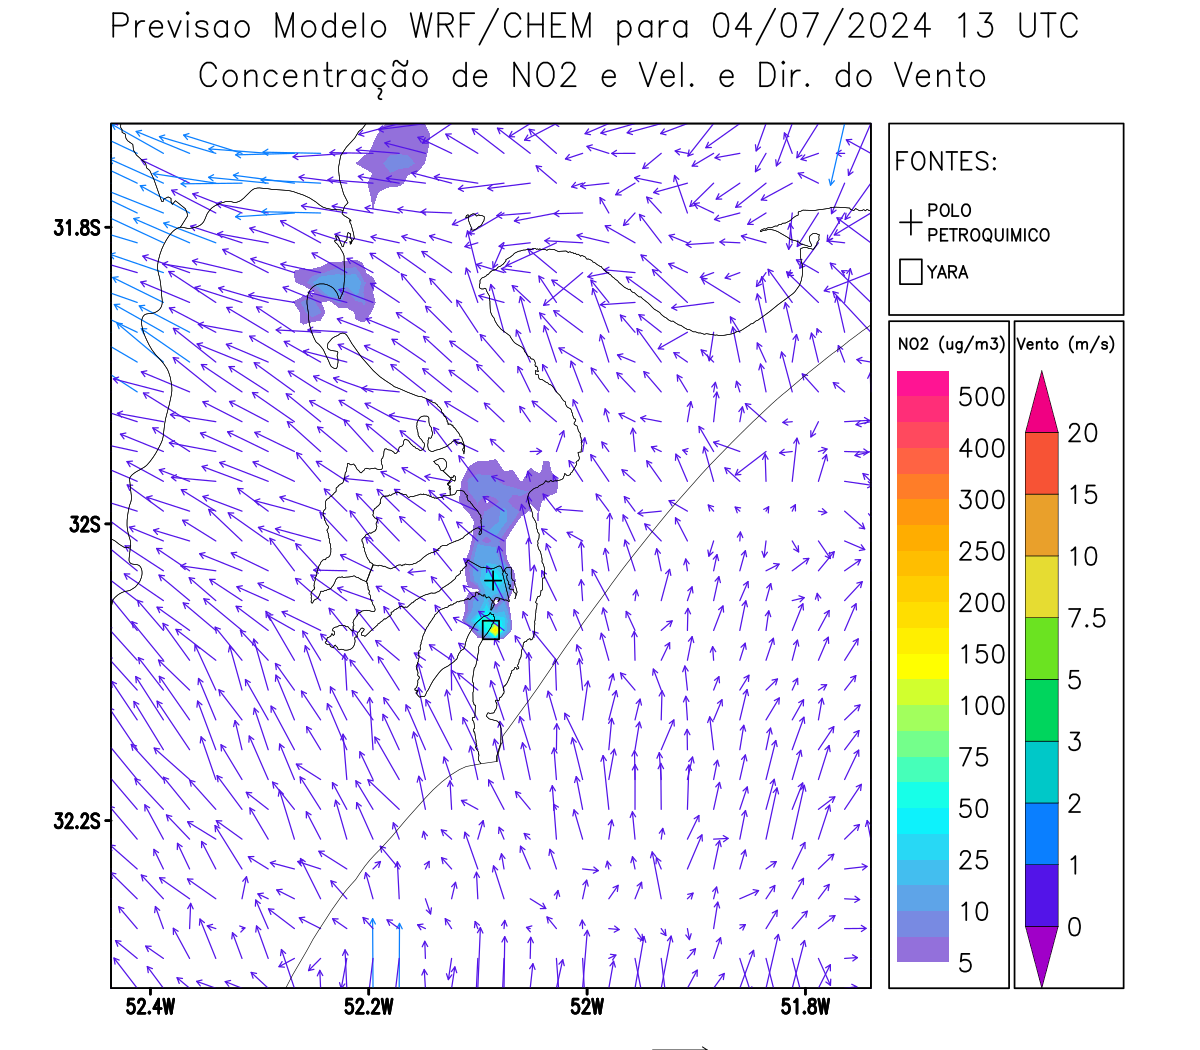 Previsao Modelo WRF/CHEM para 04/07/2024 13 UTC
Concentração de NO2 e Vel. e Dir. do Vento
FONTES:
POLO
PETROQUIMICO
YARA
NO2 (ug/m3)
500
400
300
250
200
150
100
75
50
25
10
5
Vento (m/s)
20
15
10
7.5
5
3
2
1
0
31.8S
32S
32.2S
52.4W
52.2W
52W
51.8W